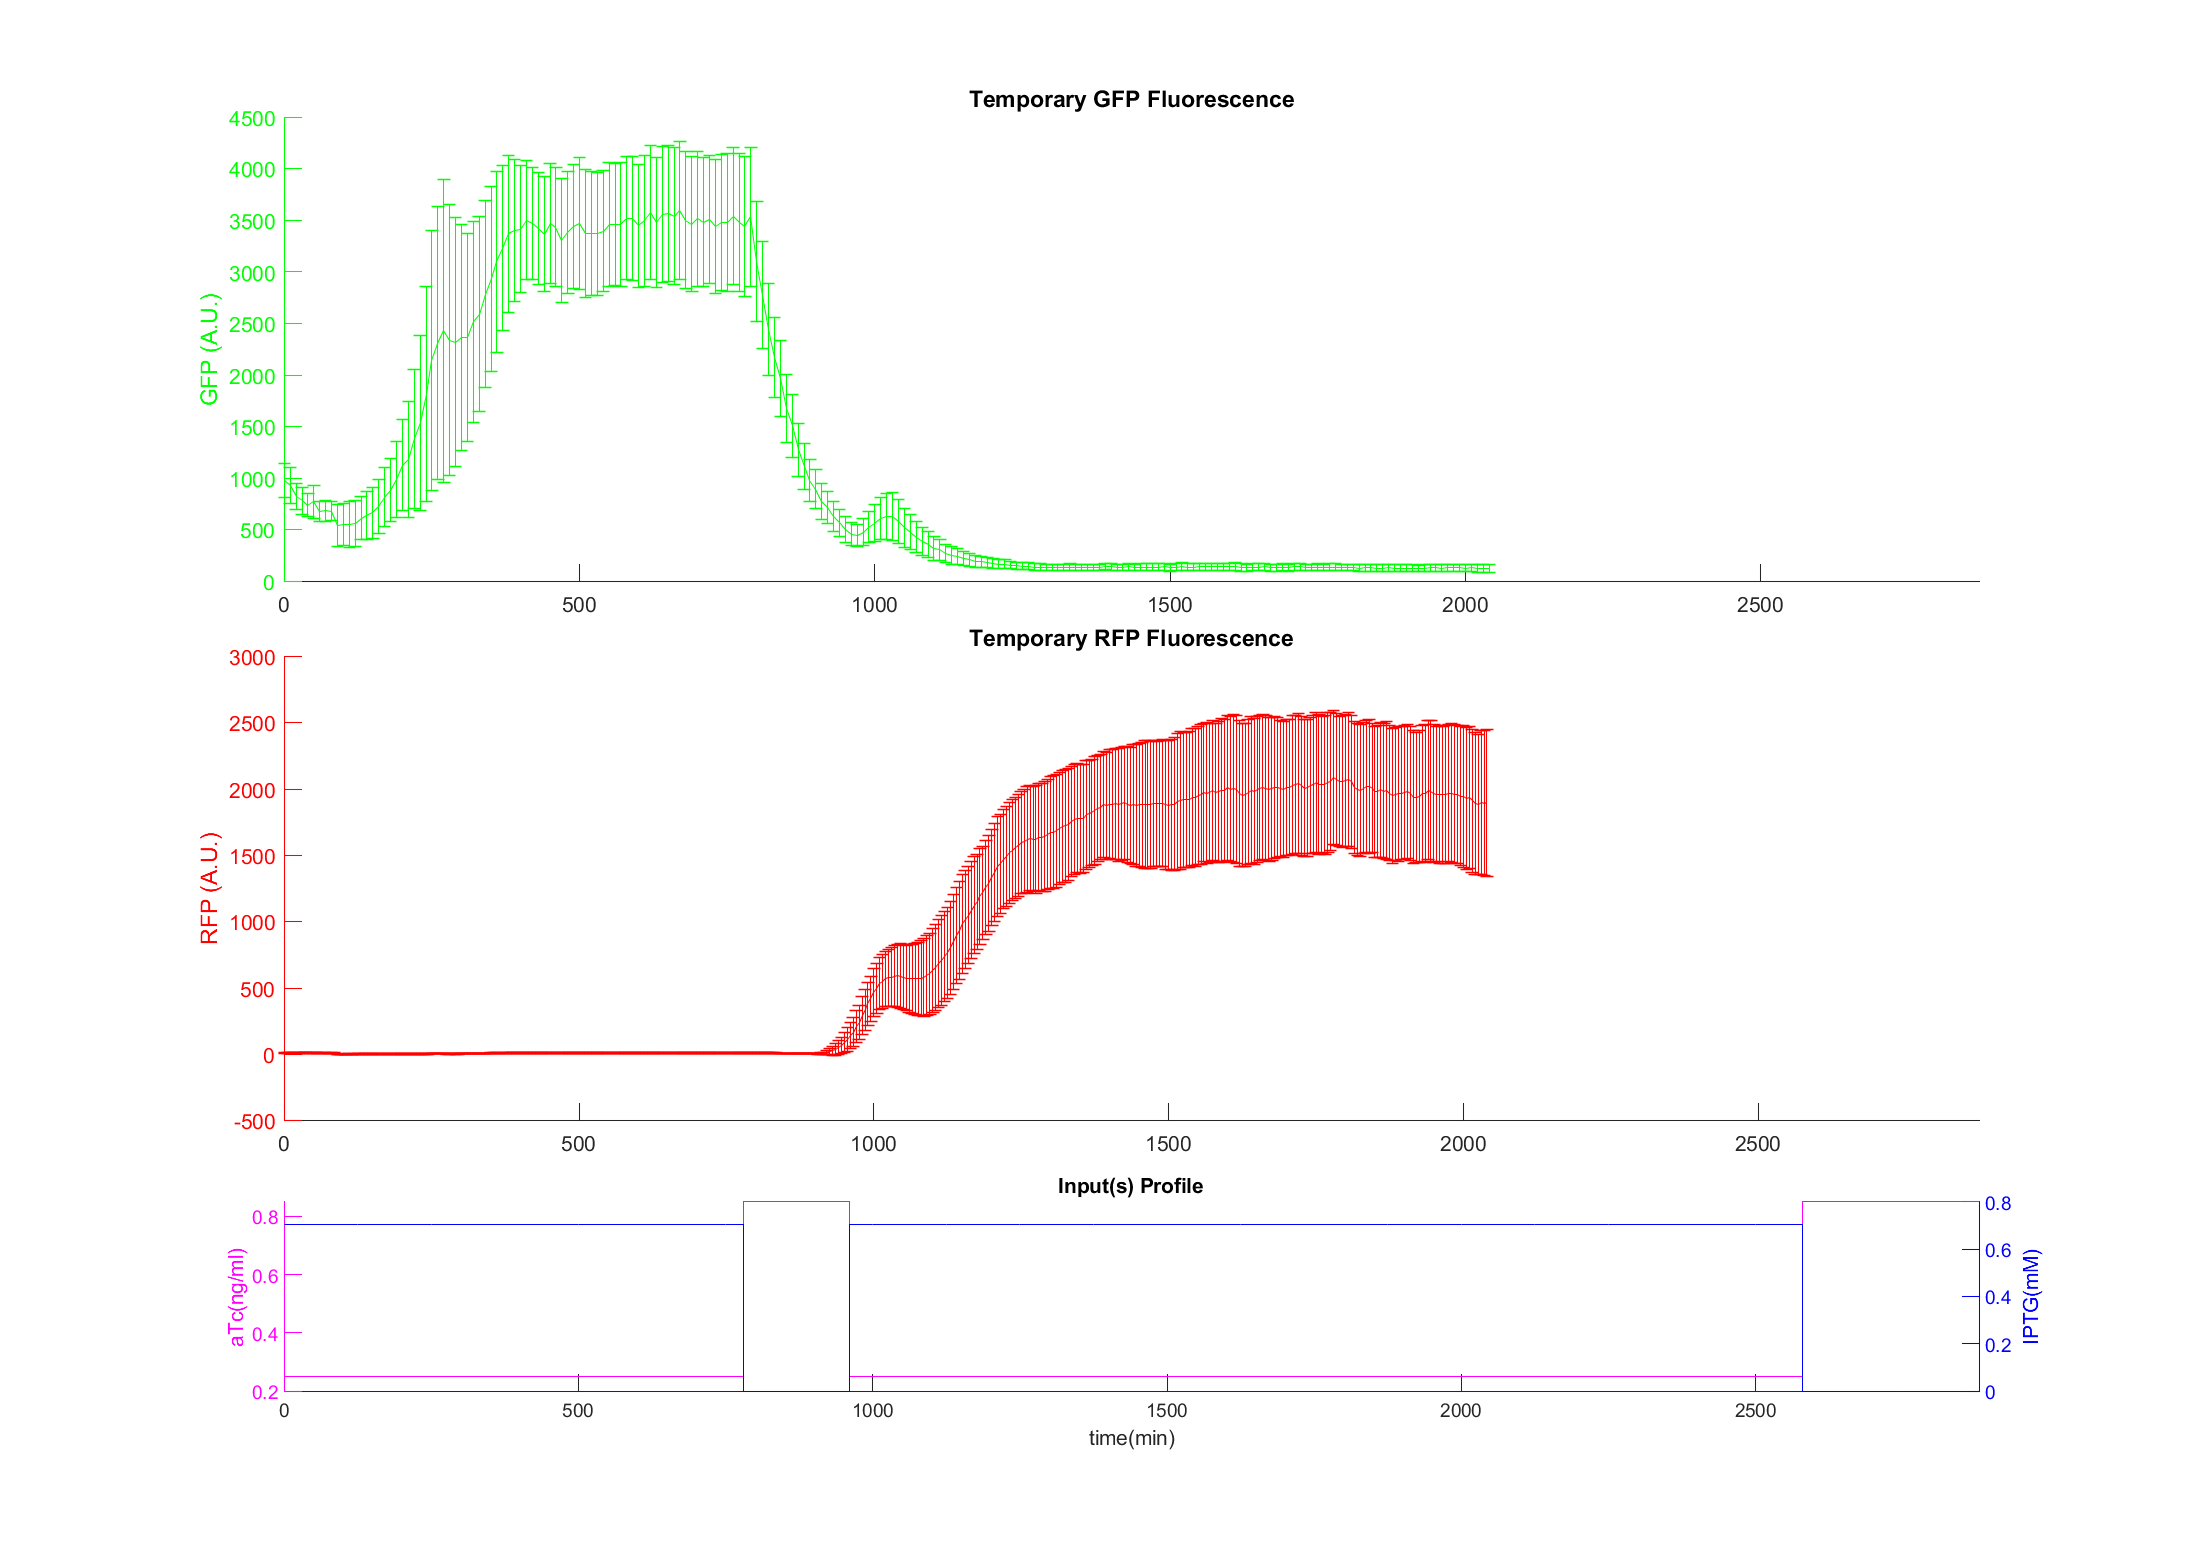 Temporary GFP Fluorescence
GFP (A.U.)
4500
4000
3500
3000
2500
2000
1500
1000
500
0
0 500 1000 1500 2000 2500
Temporary RFP Fluorescence
RFP (A.U.)
3000
2500
2000
1500
1000
500
0
-500
0 500 1000 1500 2000 2500
Input(s) Profile
aTc(ng/ml)
0.8
0.6
0.4
0.2
IPTG(mM)
0.8
0.6
0.4
0.2
0
0 500 1000 1500 2000 2500
time(min)